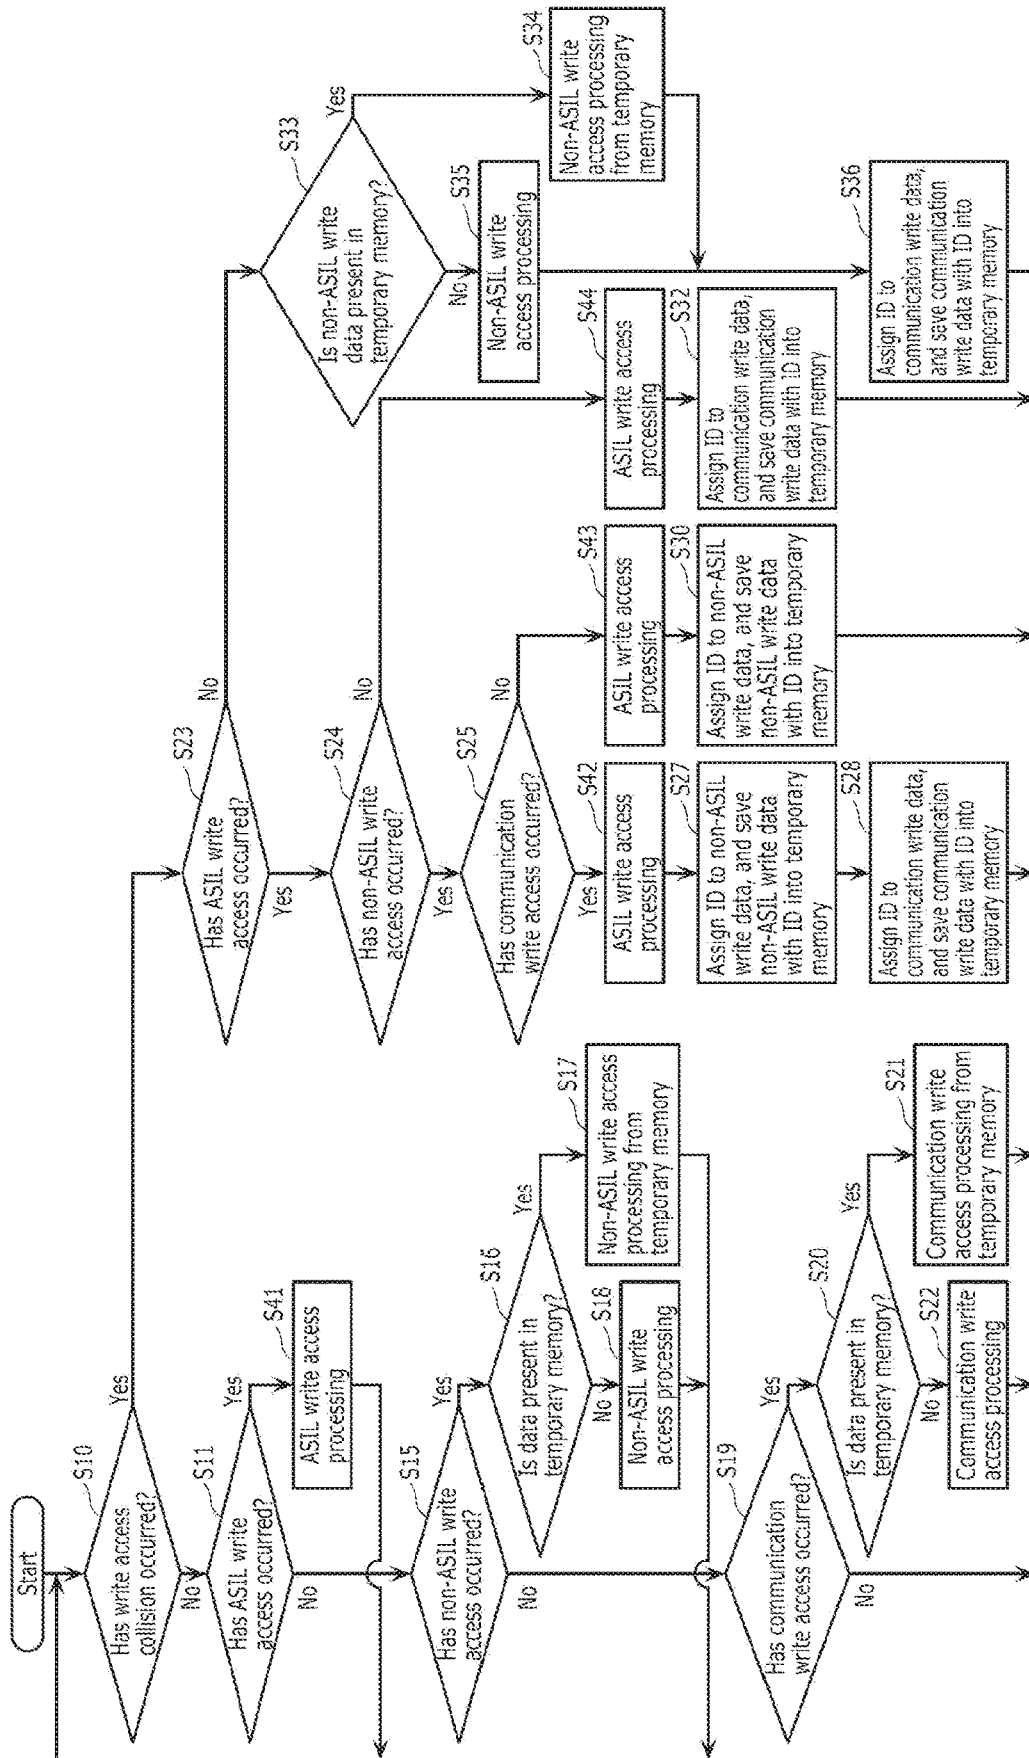 Start
S10
Has write access
collision occurred?
Yes
No
S11
Has ASIL write
access occurred?
Yes
No
S41
ASIL write access
processing
S15
Has non-ASIL write
access occurred?
Yes
No
S16
Is data present in
temporary memory?
Yes
No
S17
Non-ASIL write access
processing from
temporary memory
S18
Non-ASIL write
access processing
S19
Has communication
write access occurred?
Yes
No
S20
Is data present in
temporary memory?
Yes
No
S21
Communication write
access processing from
temporary memory
S22
Communication write
access processing
S23
Has ASIL write
access occurred?
No
Yes
S24
Has non-ASIL write
access occurred?
No
Yes
S25
Has communication
write access occurred?
No
Yes
S42
ASIL write access
processing
S27
Assign ID to non-ASIL
write data, and save
non-ASIL write data
with ID into temporary
memory
S28
Assign ID to
communication write data,
and save communication
write data with ID into
temporary memory
S43
ASIL write access
processing
S30
Assign ID to non-ASIL
write data, and save
non-ASIL write data
with ID into temporary
memory
S44
ASIL write access
processing
S32
Assign ID to
communication write data,
and save communication
write data with ID into
temporary memory
S33
Is non-ASIL write
data present in
temporary memory?
Yes
No
S34
Non-ASIL write
access processing
from temporary
memory
S35
Non-ASIL write
access processing
S36
Assign ID to
communication write data,
and save communication
write data with ID into
temporary memory